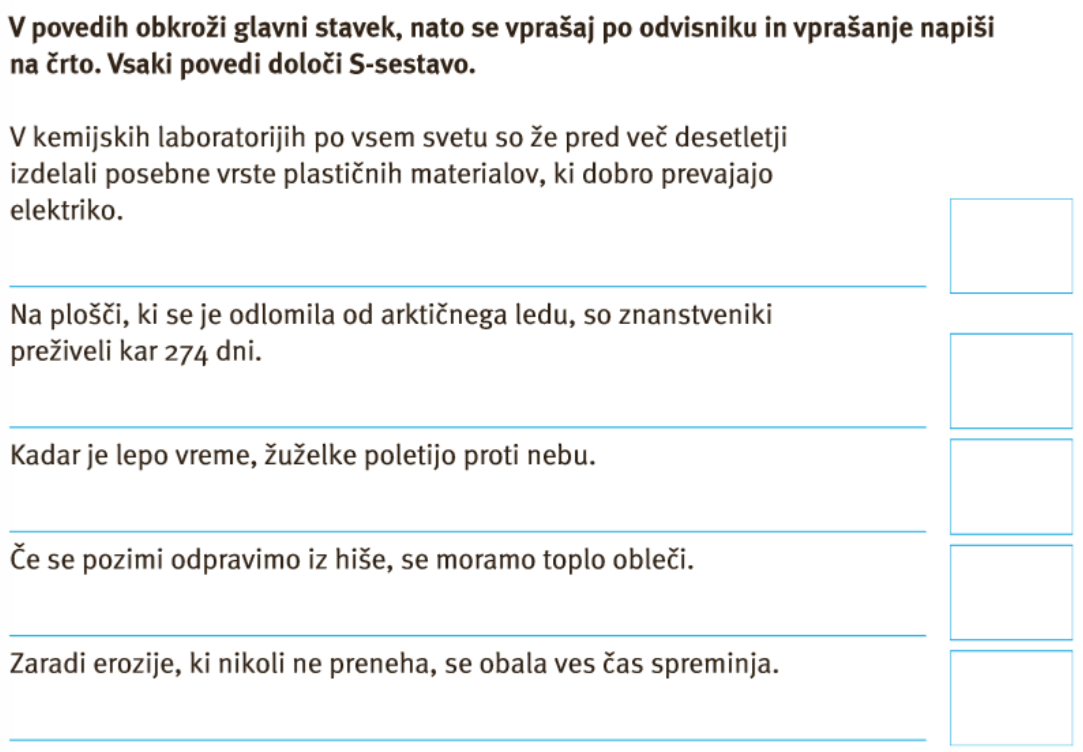 V povedih obkroži glavni stavek, nato se vprašaj po odvisniku in vprašanje napiši
na črto. Vsaki povedi določi S-sestavo.
V kemijskih laboratorijih po vsem svetu so že pred več desetletji
izdelali posebne vrste plastičnih materialov, ki dobro prevajajo
elektriko.
Na plošči, ki se je odlomila od arktičnega ledu, so znanstveniki
preživeli kar 274 dni.
Kadar je lepo vreme, žuželke poletijo proti nebu.
Če se pozimi odpravimo iz hiše, se moramo toplo obleči.
Zaradi erozije, ki nikoli ne preneha, se obala ves čas spreminja.